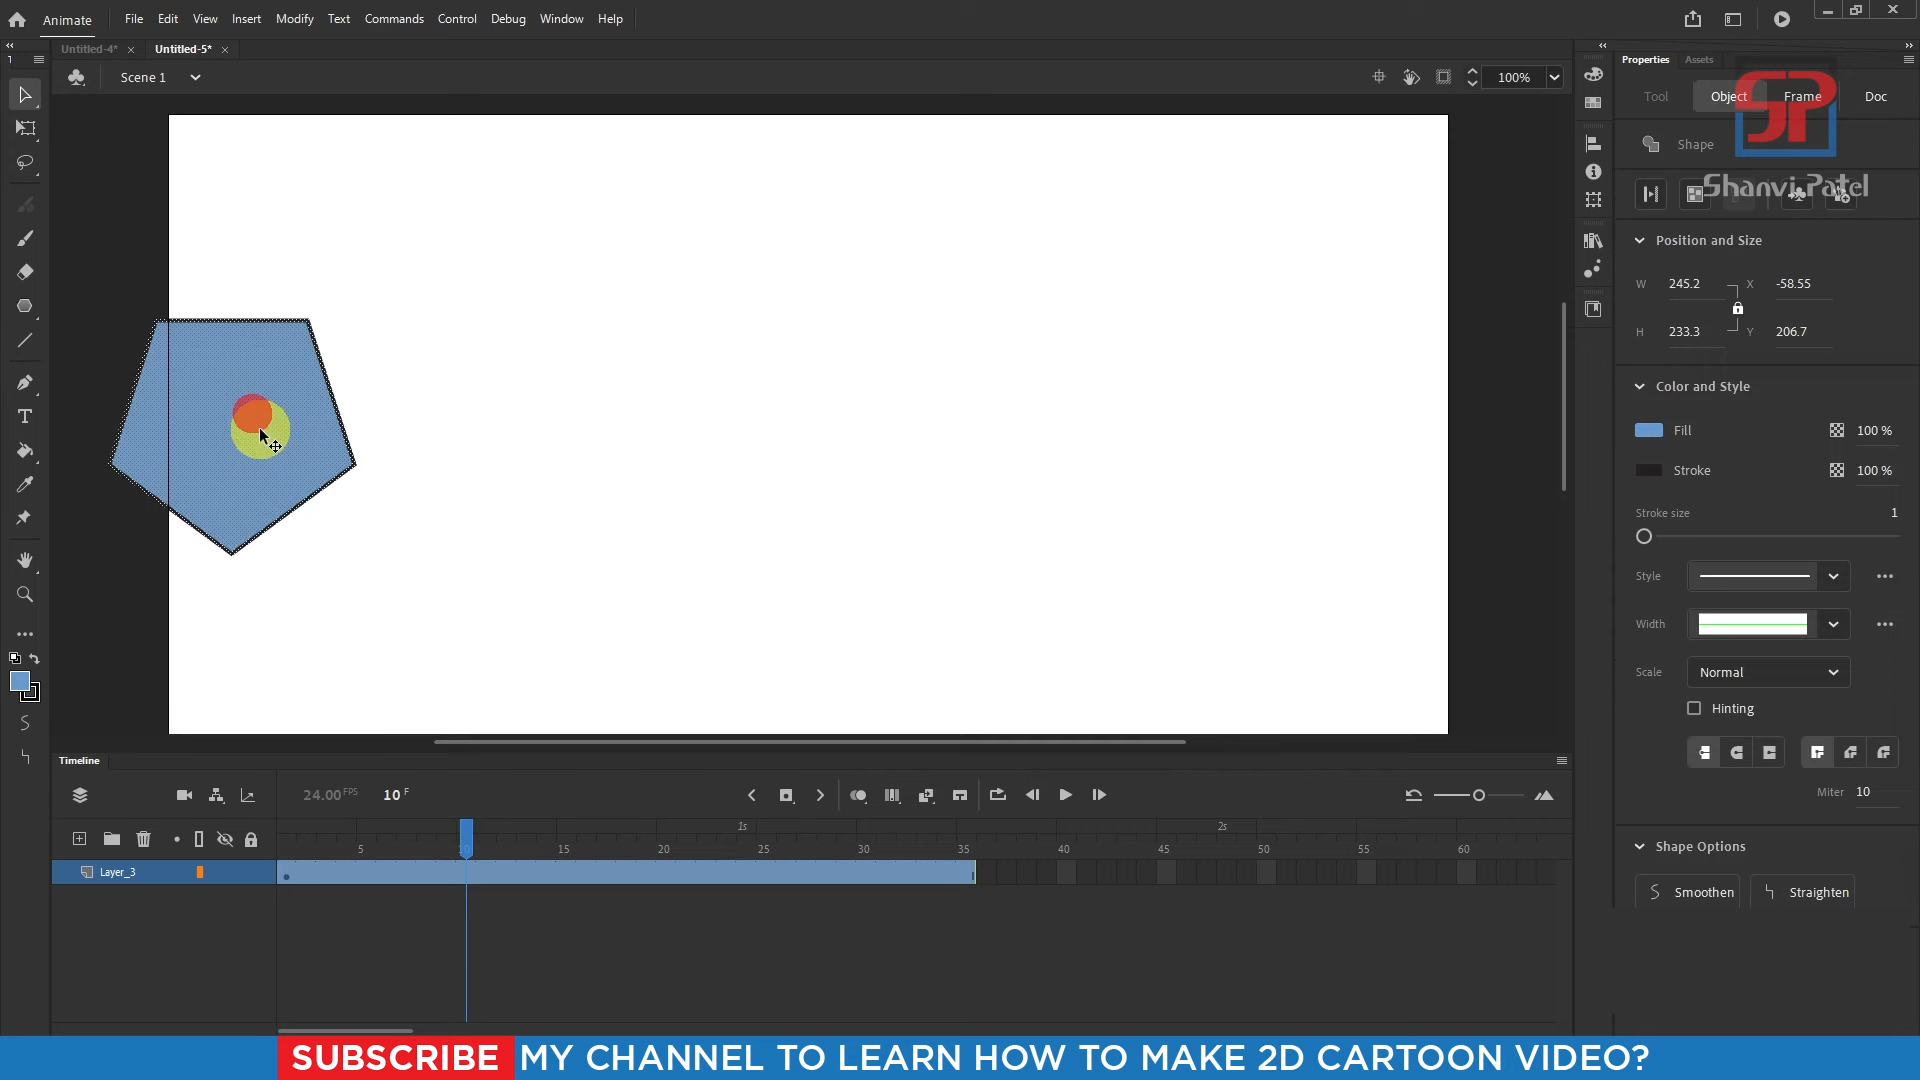 Animate File Edit View Insert Modify Text Commands Control Debug Window Help
Untitled-4* Untitled-5*
Scene 1
100%
Properties Assets
Tool Object Frame Doc
SP
Shape
Shanvi Patel
Position and Size
W 245.2 X -58.55
H 233.3 Y 206.7
Color and Style
Fill 100 %
Stroke 100 %
Stroke size 1
Style
Width
Scale Normal
Hinting
Miter 10
Shape Options
Smoothen Straighten
Timeline
24.00 FPS 10 F
1s 2s
5 10 15 20 25 30 35 40 45 50 55 60
Layer_3
SUBSCRIBE MY CHANNEL TO LEARN HOW TO MAKE 2D CARTOON VIDEO?